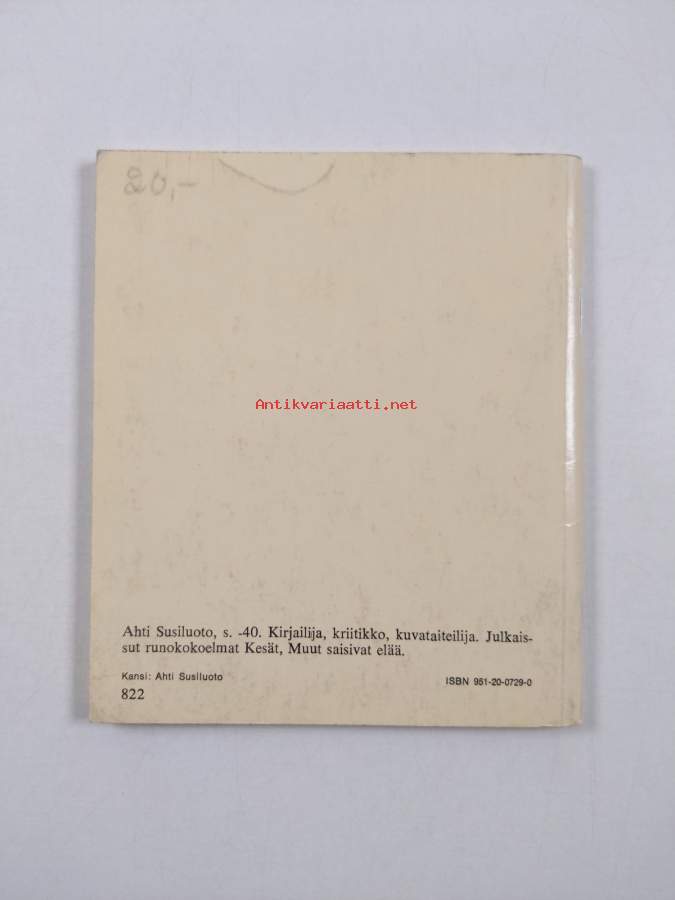 20,-
Antikvariaatti.net
Ahti Susiluoto, s. -40. Kirjailija, kriitikko, kuvataiteilija. Julkais-
sut runokokoelmat Kesät, Muut saisivat elää.
Kansi: Ahti Susiluoto
ISBN 951-20-0729-0
822